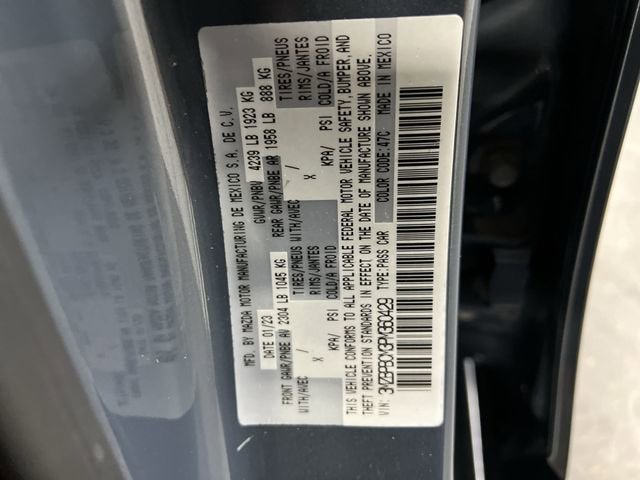 MFD. BY MAZDA MOTOR MANUFACTURING DE MEXICO S.A. DE C.V.
DATE 01/23 GVWR/PNBV 4239 LB 1923 KG
FRONT GAWR/PNBE AV 2304 LB 1045 KG REAR GAWR/PNBE AR 1958 LB 888 KG
WITH/AVEC TIRES/PNEUS WITH/AVEC TIRES/PNEUS
X RIMS/JANTES X / RIMS/JANTES
KPA/ PSI COLD/A FROID KPA/ PSI COLD/A FROID
THIS VEHICLE CONFORMS TO ALL APPLICABLE FEDERAL MOTOR VEHICLE SAFETY, BUMPER, AND
THEFT PREVENTION STANDARDS IN EFFECT ON THE DATE OF MANUFACTURE SHOWN ABOVE.
VIN: TYPE:PASS CAR COLOR CODE:47C MADE IN MEXICO